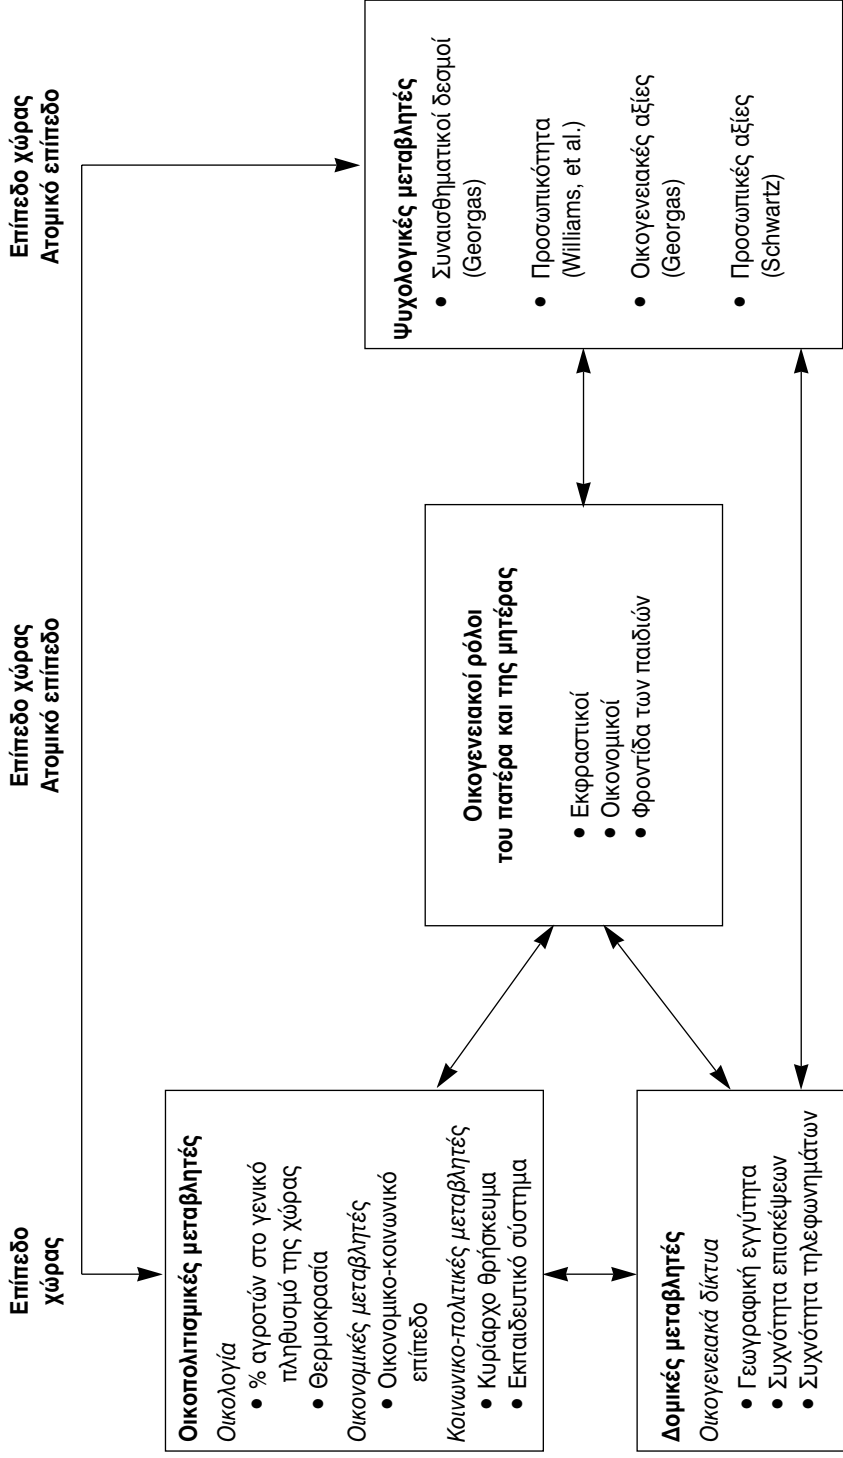 Επίπεδο
χώρας
Επίπεδο χώρας
Ατομικό επίπεδο
Επίπεδο χώρας
Ατομικό επίπεδο
Οικοπολιτισμικές μεταβλητές
Οικολογία
● % αγροτών στο γενικό
πληθυσμό της χώρας
● Θερμοκρασία
Οικονομικές μεταβλητές
● Οικονομικο-κοινωνικό
επίπεδο
Κοινωνικο-πολιτικές μεταβλητές
● Κυρίαρχο θρήσκευμα
● Εκπαιδευτικό σύστημα
Δομικές μεταβλητές
Οικογενειακά δίκτυα
● Γεωγραφική εγγύτητα
● Συχνότητα επισκέψεων
● Συχνότητα τηλεφωνημάτων
Οικογενειακοί ρόλοι
του πατέρα και της μητέρας
● Εκφραστικοί
● Οικονομικοί
● Φροντίδα των παιδιών
Ψυχολογικές μεταβλητές
● Συναισθηματικοί δεσμοί
(Georgas)
● Προσωπικότητα
(Williams, et al.)
● Οικογενειακές αξίες
(Georgas)
● Προσωπικές αξίες
(Schwartz)